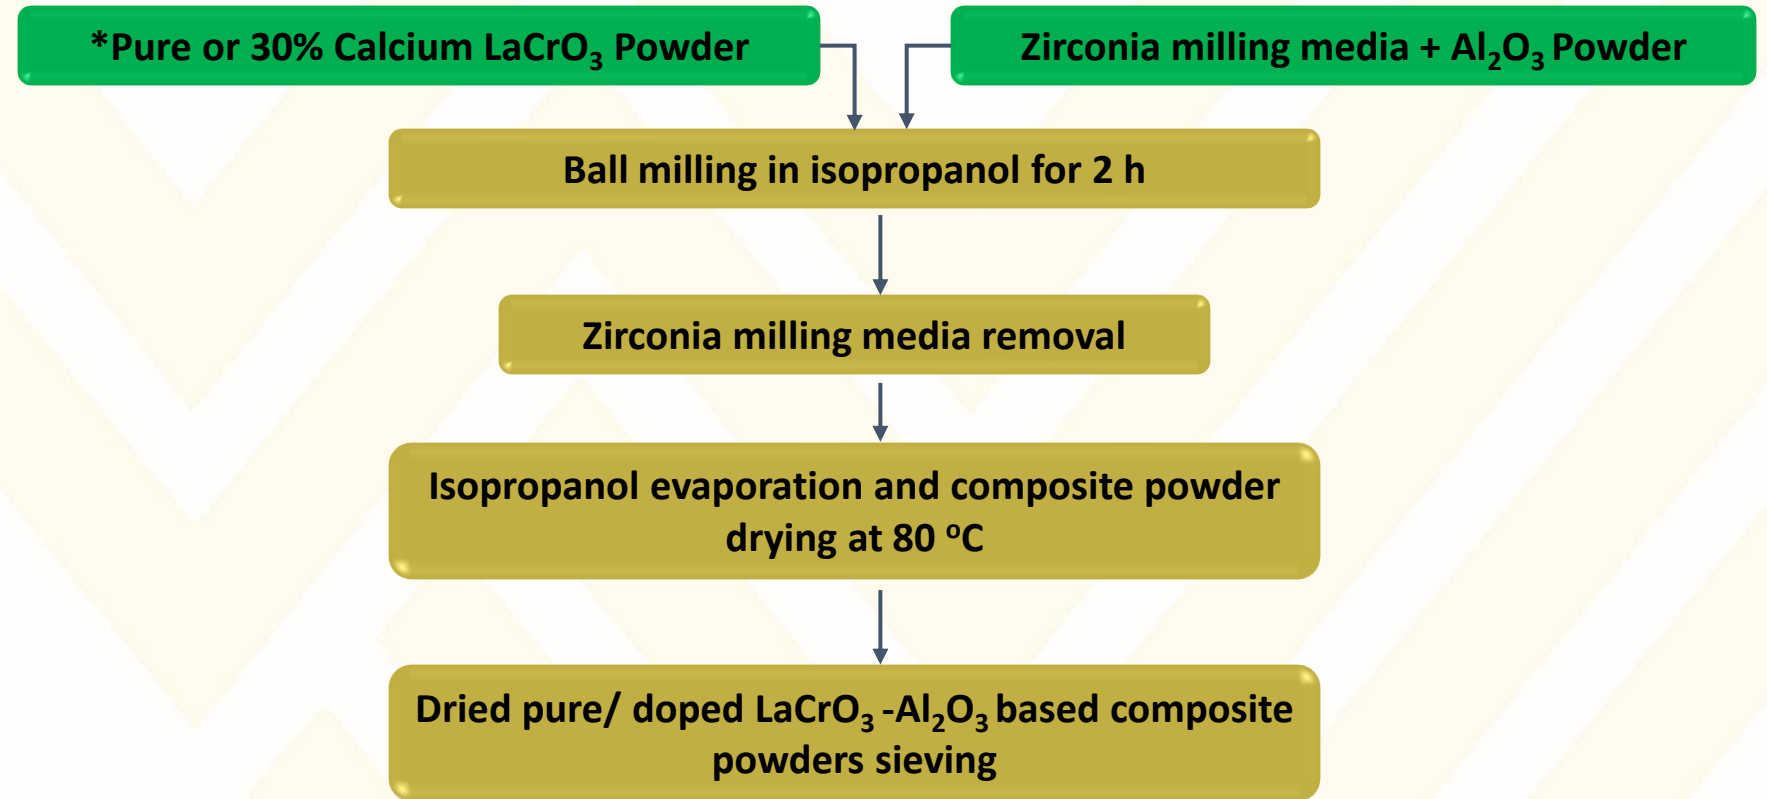 *Pure or 30% Calcium LaCrO₃ Powder
Zirconia milling media + Al₂O₃ Powder
Ball milling in isopropanol for 2 h
Zirconia milling media removal
Isopropanol evaporation and composite powder
drying at 80 ºC
Dried pure/ doped LaCrO₃ -Al₂O₃ based composite
powders sieving